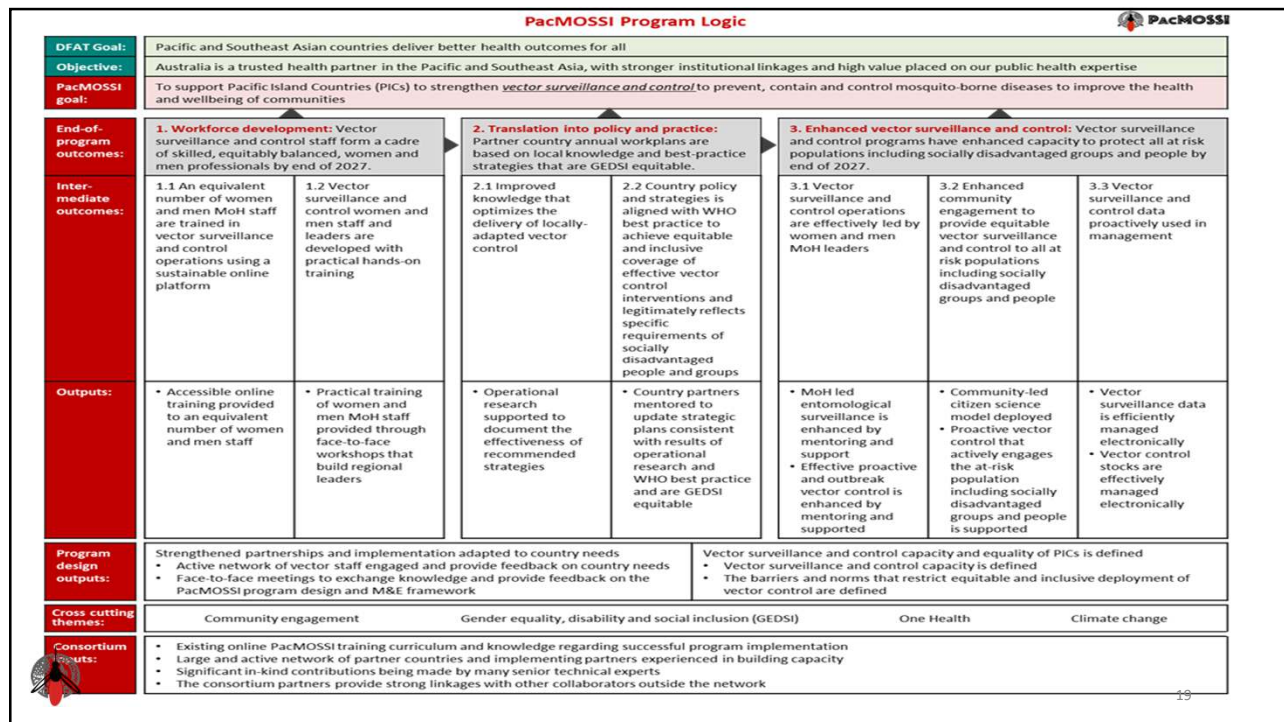 PacMOSSI Program Logic
PACMOSSI
DFAT Goal:
Pacific and Southeast Asian countries deliver better health outcomes for all
Objective:
Australia is a trusted health partner in the Pacific and Southeast Asia, with stronger institutional linkages and high value placed on our public health expertise
PacMOSSI
goal:
To support Pacific Island Countries (PICs) to strengthen vector surveillance and control to prevent, contain and control mosquito-borne diseases to improve the health
and wellbeing of communities
End-of-
program
outcomes:
1. Workforce development: Vector
surveillance and control staff form a cadre
of skilled, equitably balanced, women and
men professionals by end of 2027.
2. Translation into policy and practice:
Partner country annual workplans are
based on local knowledge and best-practice
strategies that are GEDSI equitable.
3. Enhanced vector surveillance and control: Vector surveillance
and control programs have enhanced capacity to protect all at risk
populations including socially disadvantaged groups and people by
end of 2027.
Inter-
mediate
outcomes:
1.1 An equivalent
number of women
and men MoH staff
are trained in
vector surveillance
and control
operations using a
sustainable online
platform
1.2 Vector
surveillance and
control women and
men staff and
leaders are
developed with
practical hands-on
training
2.1 Improved
knowledge that
optimizes the
delivery of locally-
adapted vector
control
2.2 Country policy
and strategies is
aligned with WHO
best practice to
achieve equitable
and inclusive
coverage of
effective vector
control
interventions and
legitimately reflects
specific
requirements of
socially
disadvantaged
people and groups
3.1 Vector
surveillance and
control operations
are effectively led by
women and men
MoH leaders
3.2 Enhanced
community
engagement to
provide equitable
vector surveillance
and control to all at
risk populations
including socially
disadvantaged
groups and people
3.3 Vector
surveillance and
control data
proactively used in
management
Outputs:
• Accessible online
training provided
to an equivalent
number of women
and men staff
• Practical training
of women and
men MoH staff
provided through
face-to-face
workshops that
build regional
leaders
• Operational
research
supported to
document the
effectiveness of
recommended
strategies
• Country partners
mentored to
update strategic
plans consistent
with results of
operational
research and
WHO best practice
and are GEDSI
equitable
• MoH led
entomological
surveillance is
enhanced by
mentoring and
support
• Effective proactive
and outbreak
vector control is
enhanced by
mentoring and
supported
• Community-led
citizen science
model deployed
• Proactive vector
control that
actively engages
the at-risk
population
including socially
disadvantaged
groups and people
is supported
• Vector
surveillance data
is efficiently
managed
electronically
• Vector control
stocks are
effectively
managed
electronically
Program
design
outputs:
Strengthened partnerships and implementation adapted to country needs
• Active network of vector staff engaged and provide feedback on country needs
• Face-to-face meetings to exchange knowledge and provide feedback on the
PacMOSSI program design and M&E framework
Vector surveillance and control capacity and equality of PICs is defined
• Vector surveillance and control capacity is defined
• The barriers and norms that restrict equitable and inclusive deployment of
vector control are defined
Cross cutting
themes:
Community engagement
Gender equality, disability and social inclusion (GEDSI)
One Health
Climate change
Consortium
• Existing online PacMOSSI training curriculum and knowledge regarding successful program implementation
• Large and active network of partner countries and implementing partners experienced in building capacity
• Significant in-kind contributions being made by many senior technical experts
• The consortium partners provide strong linkages with other collaborators outside the network
19